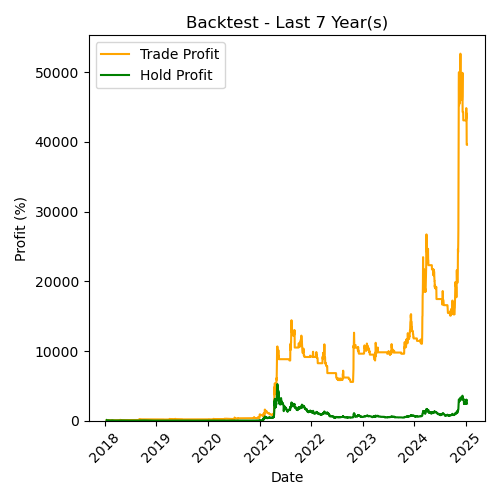 Backtest - Last 7 Year(s)
Trade Profit
Hold Profit
Profit (%)
50000
40000
30000
20000
10000
0
2018
2019
2020
2021
2022
2023
2024
2025
Date